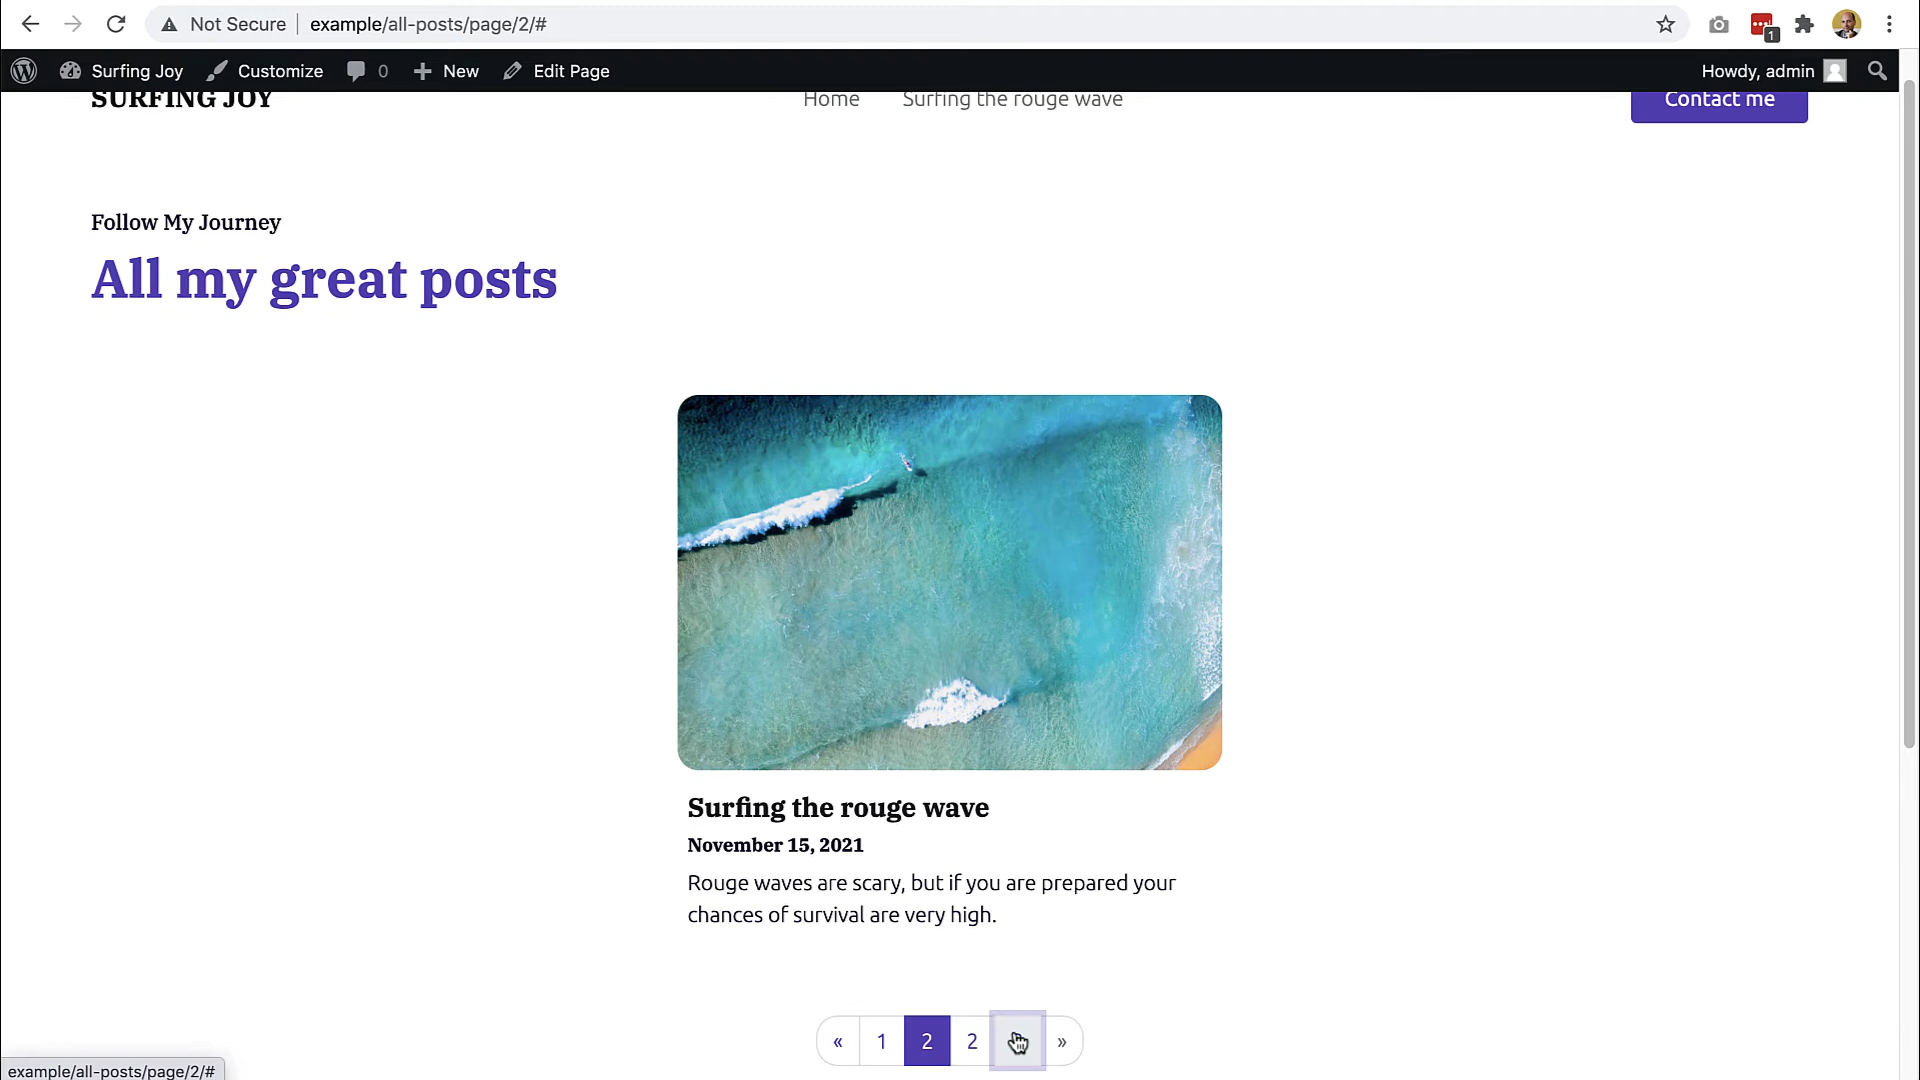 Not Secure example/all-posts/page/2/#
1
Surfing Joy Customize 0 New Edit Page Howdy, admin
SURFING JOY Home Surfing the rouge wave Contact me
Follow My Journey
All my great posts
Surfing the rouge wave
November 15, 2021
Rouge waves are scary, but if you are prepared your
chances of survival are very high.
« 1 2 2 »
example/all-posts/page/2/#